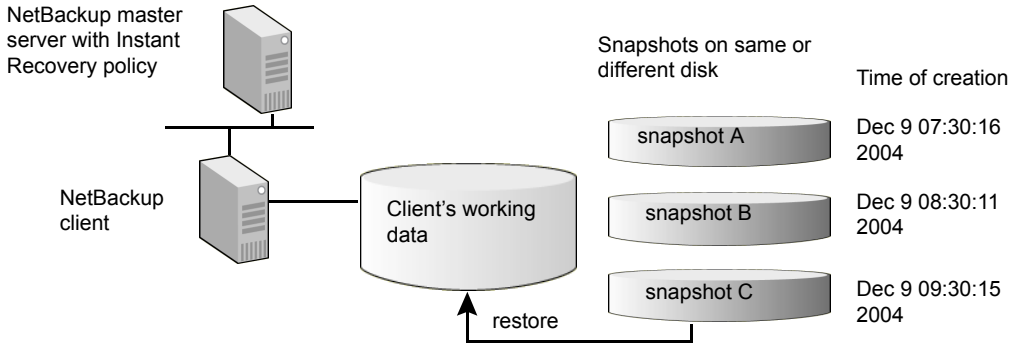 NetBackup master
server with Instant
Recovery policy
Snapshots on same or
different disk
Time of creation
snapshot A
Dec 9 07:30:16
2004
NetBackup
client
Client's working
data
snapshot B
Dec 9 08:30:11
2004
snapshot C
Dec 9 09:30:15
2004
restore